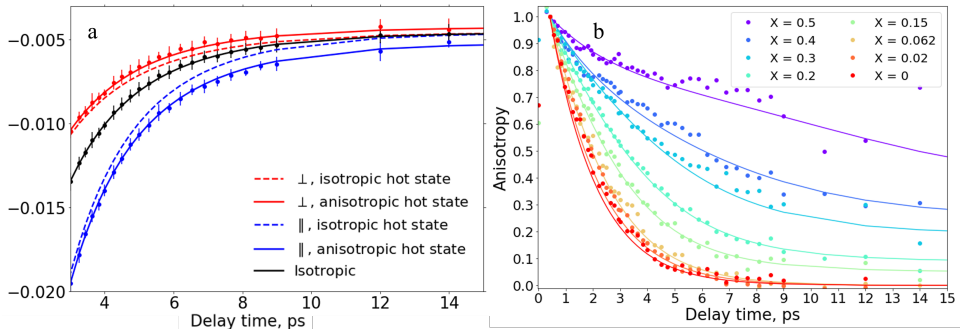 a
−0.005
−0.010
−0.015
−0.020
4
6
8
10
12
14
Delay time, ps
⊥, isotropic hot state
⊥, anisotropic hot state
∥, isotropic hot state
∥, anisotropic hot state
Isotropic
b
Anisotropy
1.0
0.9
0.8
0.7
0.6
0.5
0.4
0.3
0.2
0.1
0.0
0 1 2 3 4 5 6 7 8 9 10 11 12 13 14 15
Delay time, ps
X = 0.5
X = 0.4
X = 0.3
X = 0.2
X = 0.15
X = 0.062
X = 0.02
X = 0